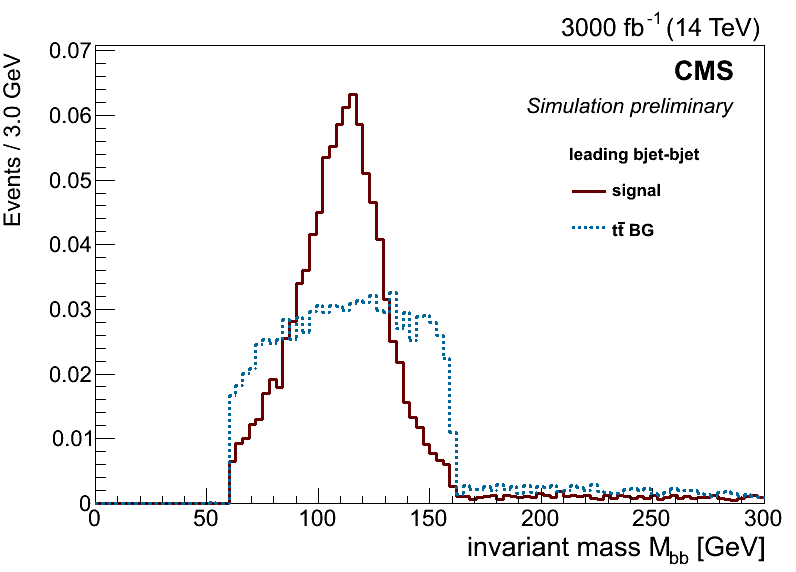 3000 fb⁻¹ (14 TeV)
CMS
Simulation preliminary
leading bjet-bjet
signal
tt̄ BG
Events / 3.0 GeV
0.07
0.06
0.05
0.04
0.03
0.02
0.01
0
0 50 100 150 200 250 300
invariant mass M_bb [GeV]